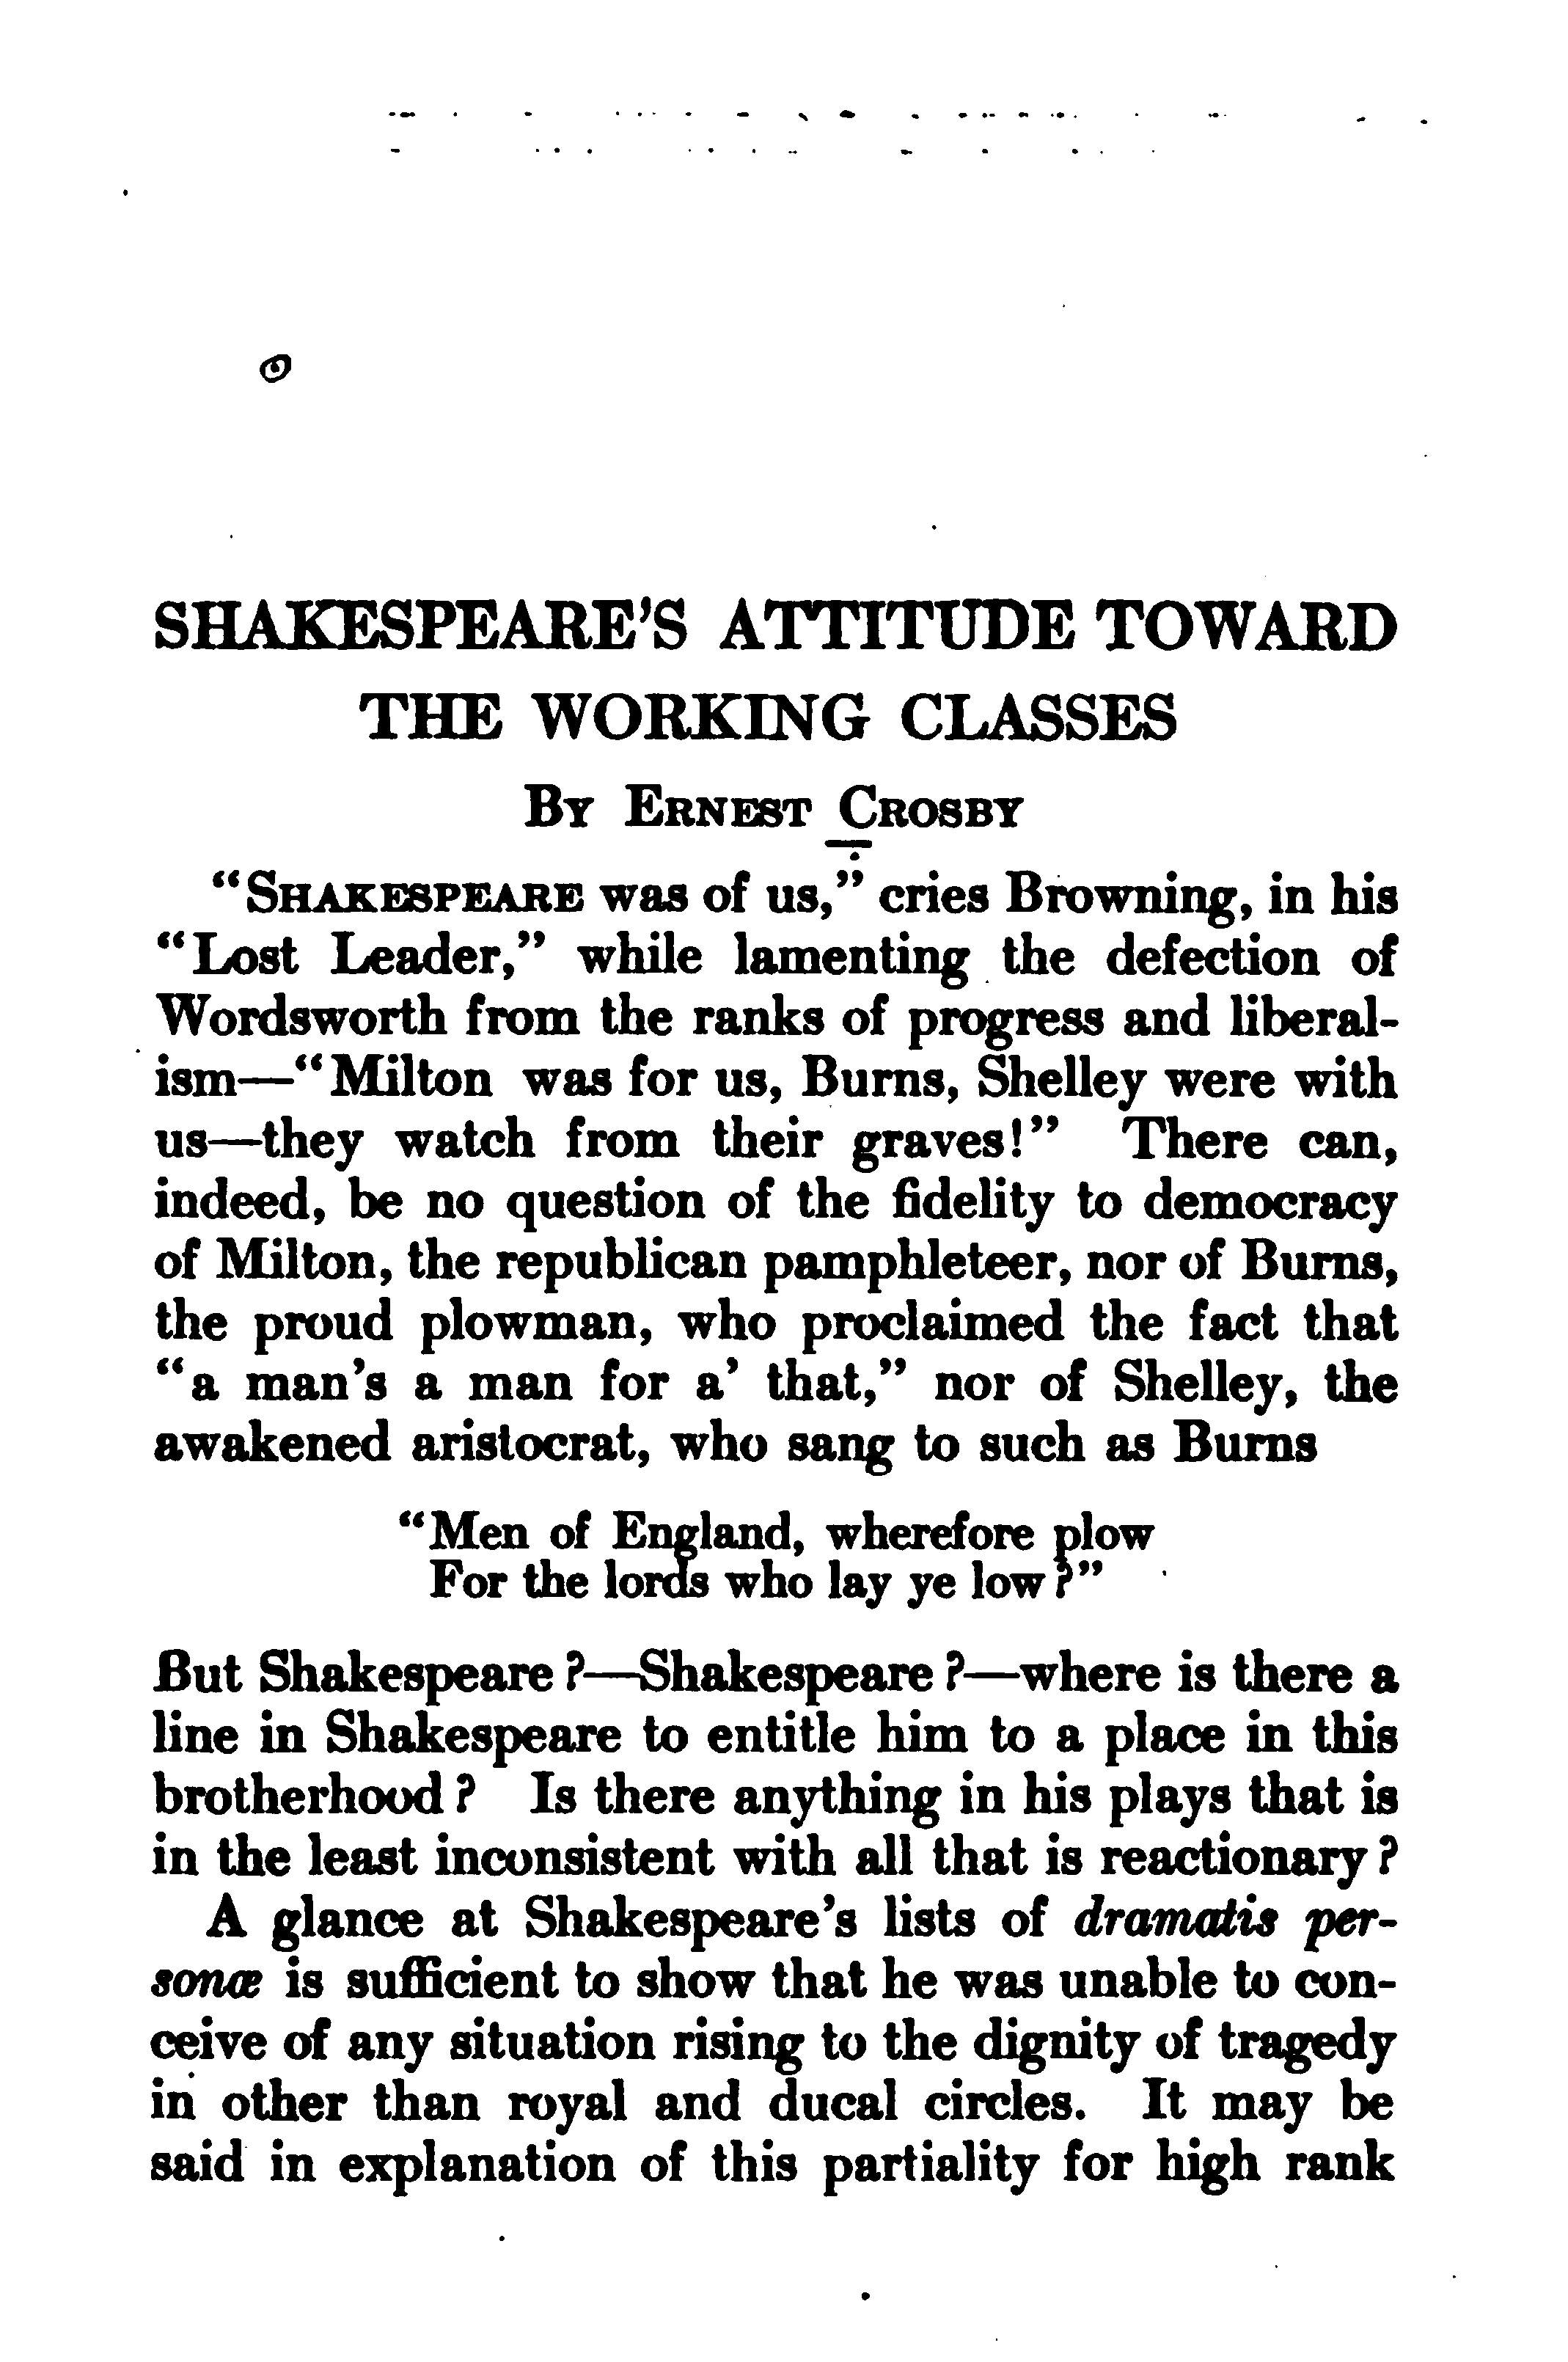 SHAKESPEARE'S ATTITUDE TOWARD
THE WORKING CLASSES
BY ERNEST CROSBY
“SHAKESPEARE was of us,” cries Browning, in his
“Lost Leader,” while lamenting the defection of
Wordsworth from the ranks of progress and liberal-
ism—“Milton was for us, Burns, Shelley were with
us—they watch from their graves!” There can,
indeed, be no question of the fidelity to democracy
of Milton, the republican pamphleteer, nor of Burns,
the proud plowman, who proclaimed the fact that
“a man's a man for a' that,” nor of Shelley, the
awakened aristocrat, who sang to such as Burns
“Men of England, wherefore plow
For the lords who lay ye low?”
But Shakespeare?—Shakespeare?—where is there a
line in Shakespeare to entitle him to a place in this
brotherhood? Is there anything in his plays that is
in the least inconsistent with all that is reactionary?
A glance at Shakespeare's lists of dramatis per-
sonæ is sufficient to show that he was unable to con-
ceive of any situation rising to the dignity of tragedy
in other than royal and ducal circles. It may be
said in explanation of this partiality for high rank